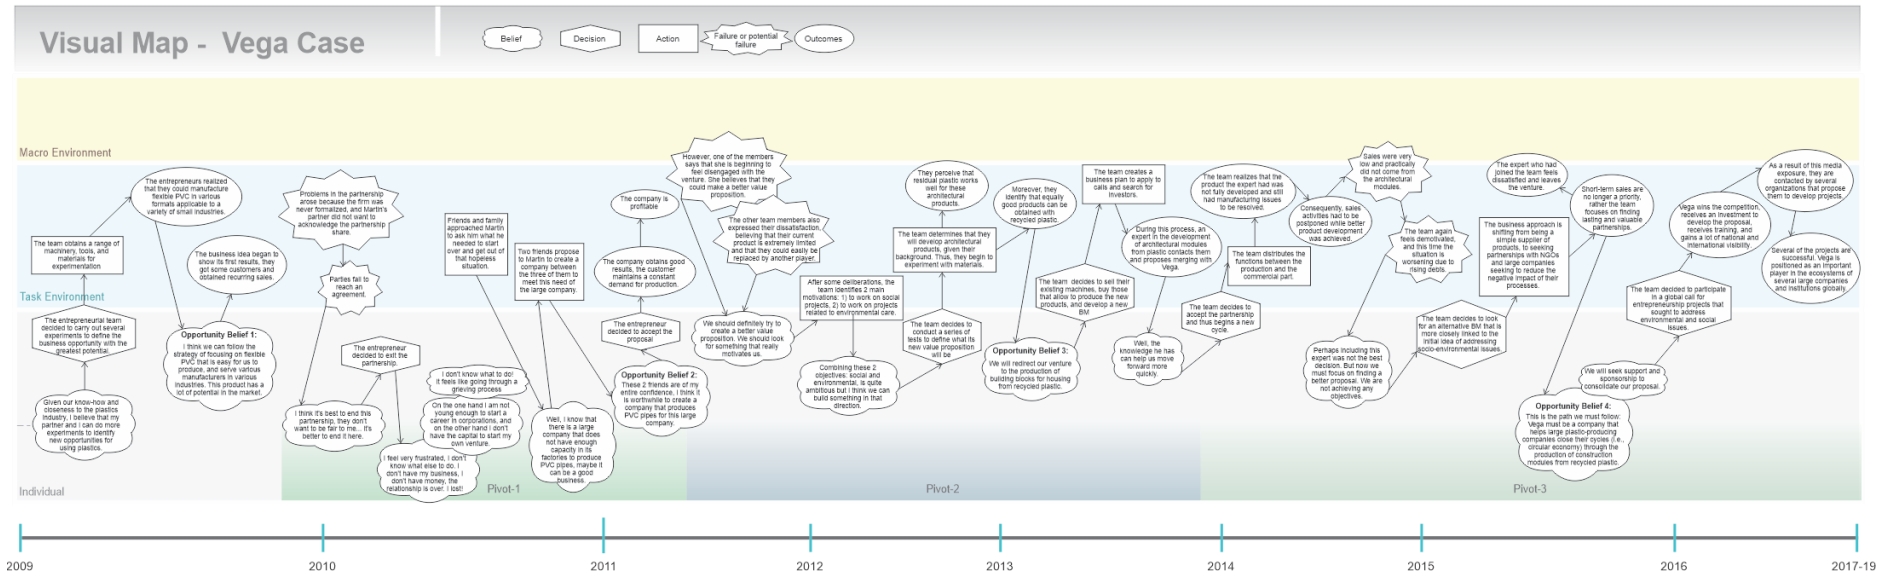 Visual Map - Vega Case
Belief
Decision
Action
Failure or potential
failure
Outcomes
Macro Environment
Task Environment
Individual
Given our know-how and
closeness to the plastics
industry, I believe that my
partner and I can do more
experiments to identify
new opportunities for
using plastics.
The entrepreneurial team
decided to carry out several
experiments to define the
business opportunity with the
greatest potential.
The team obtains a range of
machinery, tools, and
materials for
experimentation
The entrepreneurs realized
that they could manufacture
flexible PVC in various
formats applicable to a
variety of small industries.
Opportunity Belief 1:
I think we can follow the
strategy of focusing on flexible
PVC that is easy for us to
produce, and serve various
manufacturers in various
industries. This product has a
lot of potential in the market.
The business idea began to
show its first results, they
got some customers and
obtained recurring sales.
Problems in the partnership
arose because the firm was
never formalized, and Martin's
partner did not want to
acknowledge the partnership
share.
Parties fail to
reach an
agreement.
I think it's best to end this
partnership, they don't
want to be fair to me... it's
better to end it here.
The entrepreneur
decided to exit the
partnership.
I feel very frustrated, I don't
know what else to do. I
don't have my business, I
don't have money, the
relationship is over. I lost!
On the one hand I am not
young enough to start a
career in corporations, and
on the other hand I don't
have the capital to start my
own venture.
I don't know what to do!
it feels like going through a
grieving process
Friends and family
approached Martin
to ask him what he
needed to start
over and get out of
that hopeless
situation.
Well, I know that
there is a large
company that does
not have enough
capacity in its
factories to produce
PVC pipes, maybe it
can be a good
business.
Two friends propose
to Martin to create a
company between
the three of them to
meet this need of
the large company.
Opportunity Belief 2:
These 2 friends are of my
entire confidence, I think it
is worthwhile to create a
company that produces
PVC pipes for this large
company.
The entrepreneur
decided to accept the
proposal
The company obtains good
results, the customer
maintains a constant
demand for production.
The company is
profitable
However, one of the members
says that she is beginning to
feel disengaged with the
venture. She believes that they
could make a better value
proposition.
The other team members also
expressed their dissatisfaction,
believing that their current
product is extremely limited
and that they could easily be
replaced by another player.
We should definitely try to
create a better value
proposition. We should look
for something that really
motivates us.
After some deliberations, the
team identifies 2 main
motivations: 1) to work on social
projects, 2) to work on projects
related to environmental care.
Combining these 2
objectives: social and
environmental, is quite
ambitious but i think we can
build something in that
direction.
The team decides to
conduct a series of
tests to define what its
new value proposition
will be
The team determines that they
will develop architectural
products, given their
background. Thus, they begin to
experiment with materials.
They perceive that
residual plastic works
well for these
architectural
products.
Moreover, they
identify that equally
good products can be
obtained with
recycled plastic.
Opportunity Belief 3:
We will redirect our venture
to the production of
building blocks for housing
from recycled plastic.
The team decides to sell their
existing machines, buy those
that allow to produce the new
products, and develop a new
BM
The team creates a
business plan to apply to
calls and search for
investors.
During this process, an
expert in the development
of architectural modules
from plastic contacts them
and proposes merging with
Vega.
Well, the
knowledge he has
can help us move
forward more
quickly.
The team decides to
accept the partnership
and thus begins a new
cycle.
The team distributes the
functions between the
production and the
commercial part.
The team realizes that the
product the expert had was
not fully developed and still
had manufacturing issues
to be resolved.
Consequently, sales
activities had to be
postponed while better
product development
was achieved.
Sales were very
low and practically
did not come from
the architectural
modules.
The team again
feels demotivated,
and this time the
situation is
worsening due to
rising debts.
Perhaps including this
expert was not the best
decision. But now we
must focus on finding a
better proposal. We are
not achieving any
objectives.
The team decides to look
for an alternative BM that is
more closely linked to the
initial idea of addressing
socio-environmental issues.
The business approach is
shifting from being a
simple supplier of
products, to seeking
partnerships with NGOs
and large companies
seeking to reduce the
negative impact of their
processes.
The expert who had
joined the team feels
dissatisfied and leaves
the venture.
Short-term sales are
no longer a priority,
rather the team
focuses on finding
lasting and valuable
partnerships.
Opportunity Belief 4:
This is the path we must follow:
Vega must be a company that
helps large plastic-producing
companies close their cycles (i.e.,
circular economy) through the
production of construction
modules from recycled plastic.
We will seek support and
sponsorship to
consolidate our proposal.
The team decided to participate
in a global call for
entrepreneurship projects that
sought to address
environmental and social
issues.
Vega wins the competition,
receives an investment to
develop the proposal,
receives training, and
gains a lot of national and
international visibility.
As a result of this media
exposure, they are
contacted by several
organizations that propose
them to develop projects.
Several of the projects are
successful. Vega is
positioned as an important
player in the ecosystems of
several large companies
and institutions globally.
Pivot-1
Pivot-2
Pivot-3
2009
2010
2011
2012
2013
2014
2015
2016
2017-19